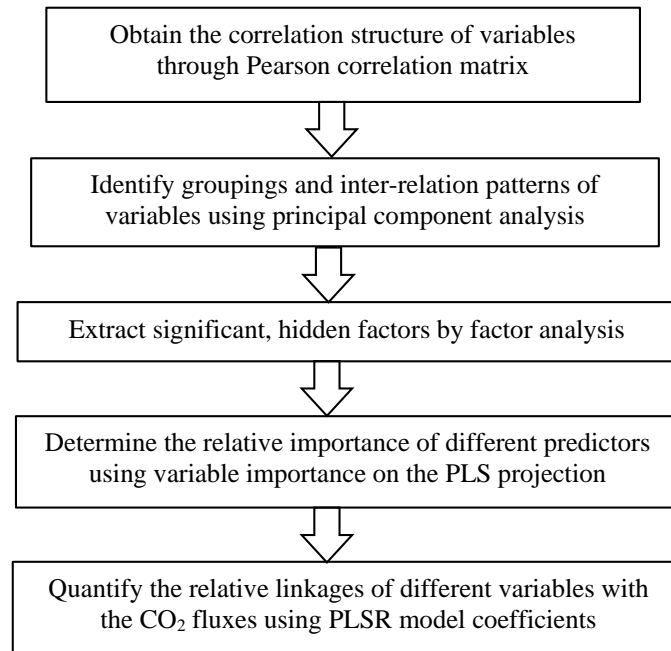 Obtain the correlation structure of variables
through Pearson correlation matrix
Identify groupings and inter-relation patterns of
variables using principal component analysis
Extract significant, hidden factors by factor analysis
Determine the relative importance of different predictors
using variable importance on the PLS projection
Quantify the relative linkages of different variables with
the CO₂ fluxes using PLSR model coefficients